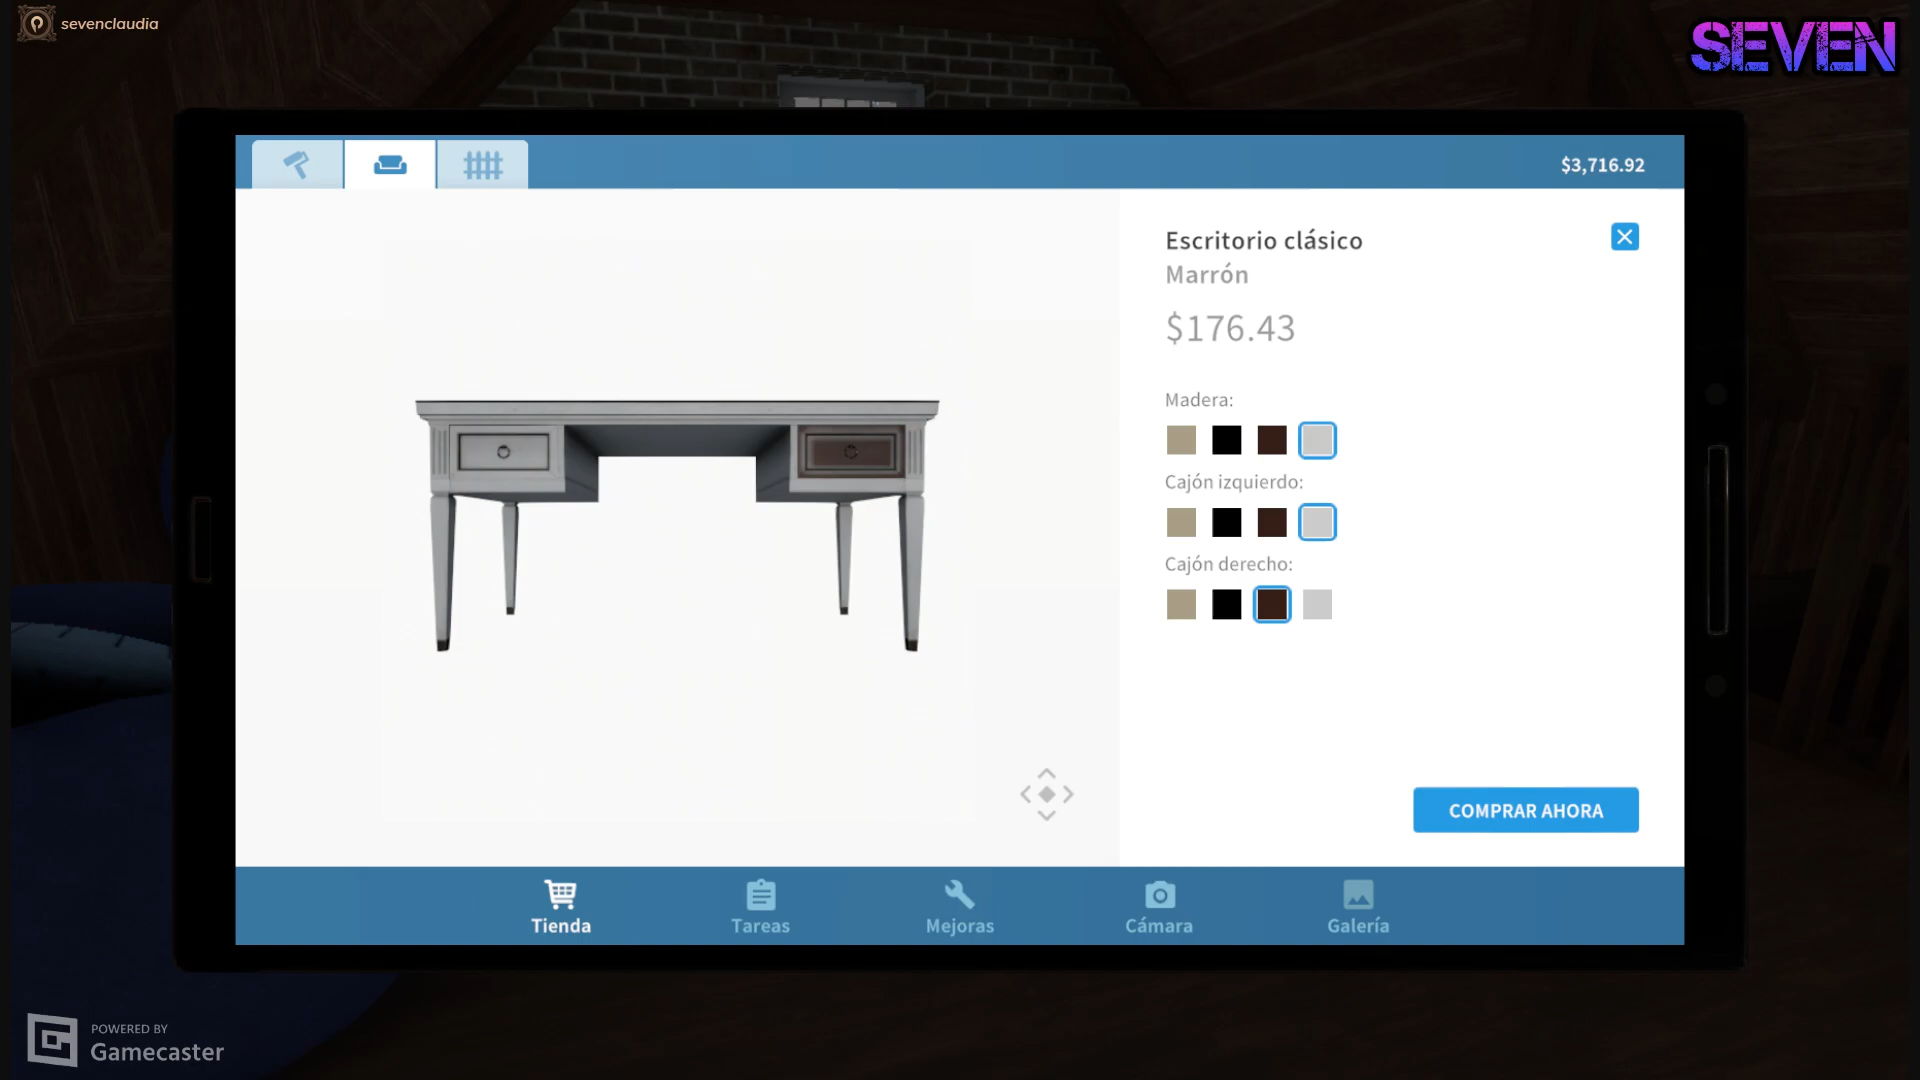 sevenclaudia
SEVEN
$3,716.92
Escritorio clásico
Marrón
$176.43
Madera:
Cajón izquierdo:
Cajón derecho:
COMPRAR AHORA
Tienda
Tareas
Mejoras
Cámara
Galería
POWERED BY
Gamecaster